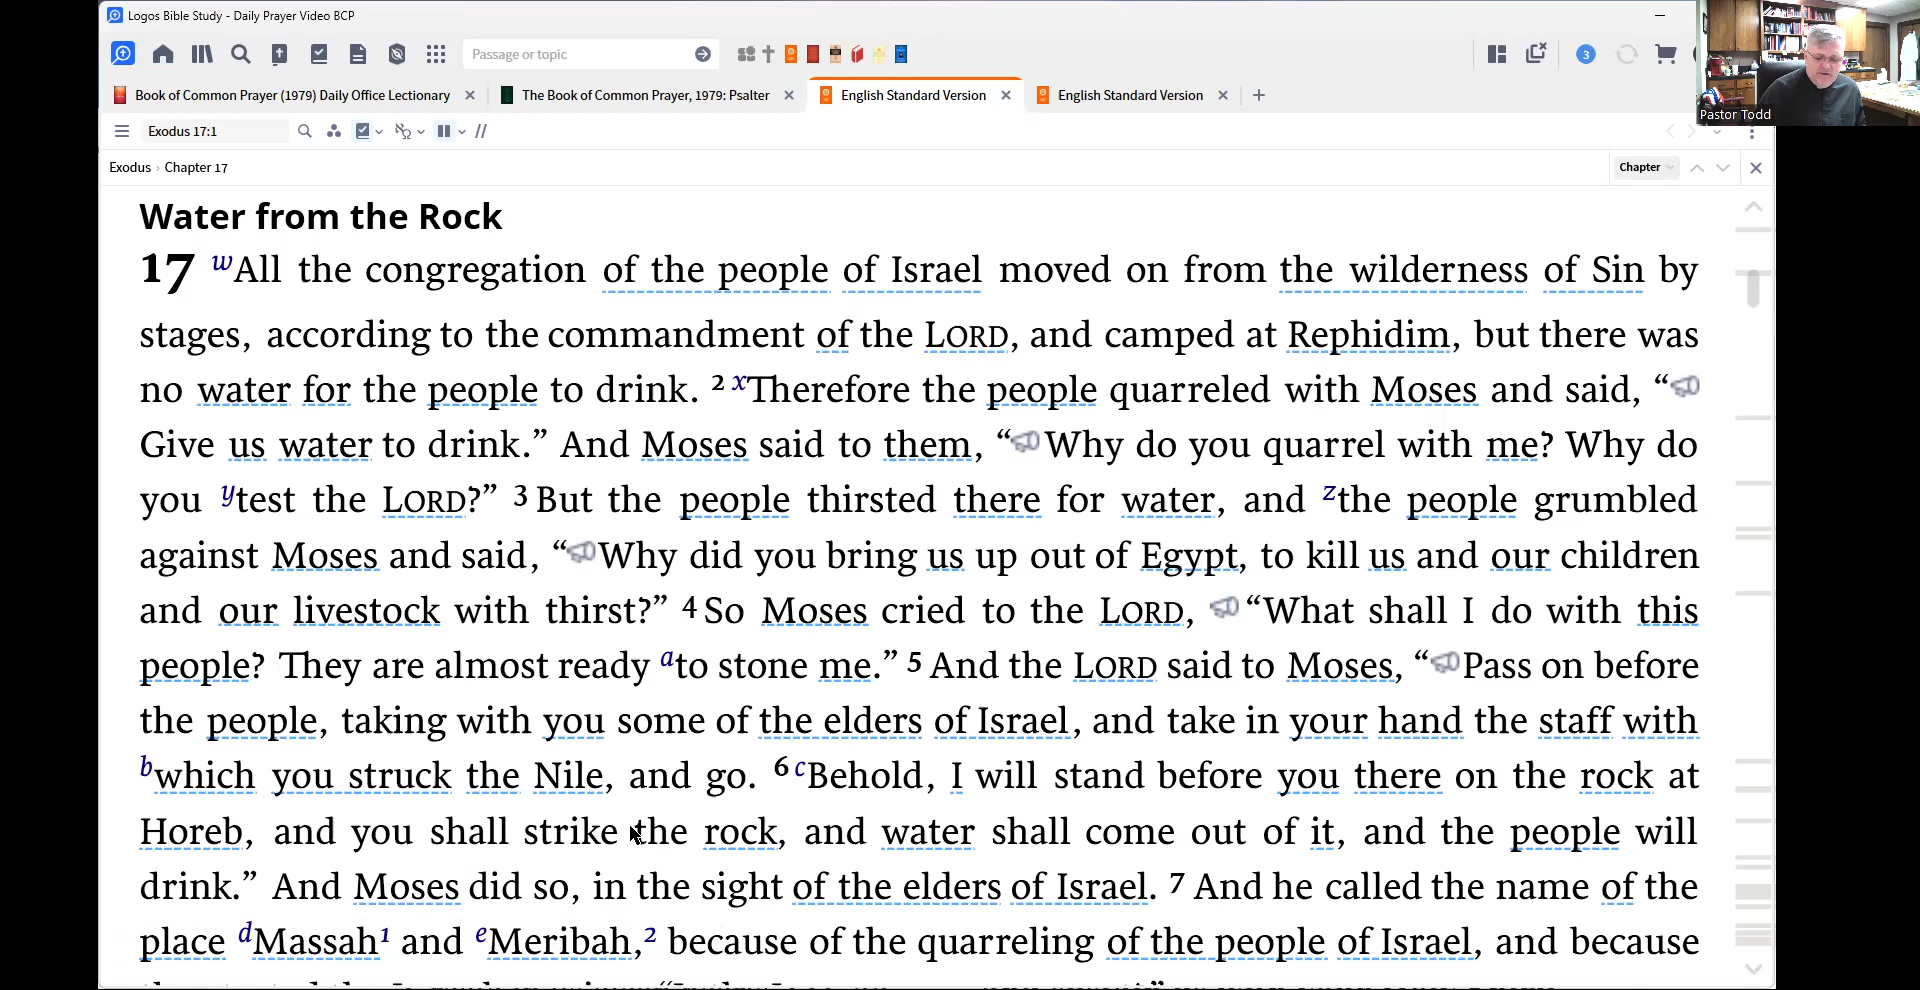 Logos Bible Study - Daily Prayer Video BCP
Passage or topic
3
Book of Common Prayer (1979) Daily Office Lectionary
The Book of Common Prayer, 1979: Psalter
English Standard Version
English Standard Version
Pastor Todd
Exodus 17:1
Exodus › Chapter 17
Chapter
Water from the Rock
17 wAll the congregation of the people of Israel moved on from the wilderness of Sin by
stages, according to the commandment of the LORD, and camped at Rephidim, but there was
no water for the people to drink. 2 xTherefore the people quarreled with Moses and said, “
Give us water to drink.” And Moses said to them, “Why do you quarrel with me? Why do
you ytest the LORD?” 3 But the people thirsted there for water, and zthe people grumbled
against Moses and said, “Why did you bring us up out of Egypt, to kill us and our children
and our livestock with thirst?” 4 So Moses cried to the LORD, “What shall I do with this
people? They are almost ready ato stone me.” 5 And the LORD said to Moses, “Pass on before
the people, taking with you some of the elders of Israel, and take in your hand the staff with
bwhich you struck the Nile, and go. 6 cBehold, I will stand before you there on the rock at
Horeb, and you shall strike the rock, and water shall come out of it, and the people will
drink.” And Moses did so, in the sight of the elders of Israel. 7 And he called the name of the
place dMassah1 and eMeribah,2 because of the quarreling of the people of Israel, and because